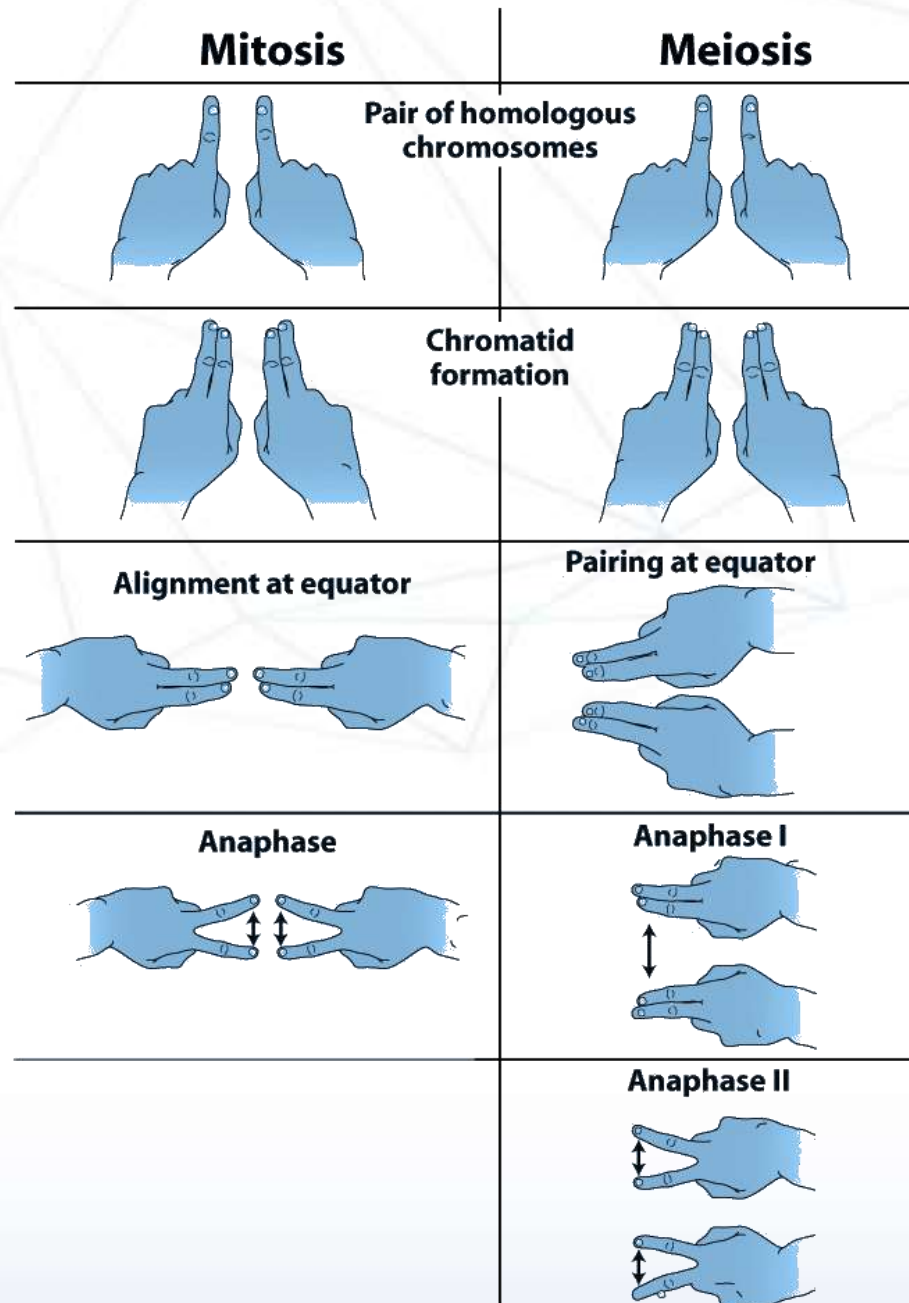 Mitosis
Meiosis
Pair of homologous
chromosomes
Chromatid
formation
Alignment at equator
Pairing at equator
Anaphase
Anaphase I
Anaphase II